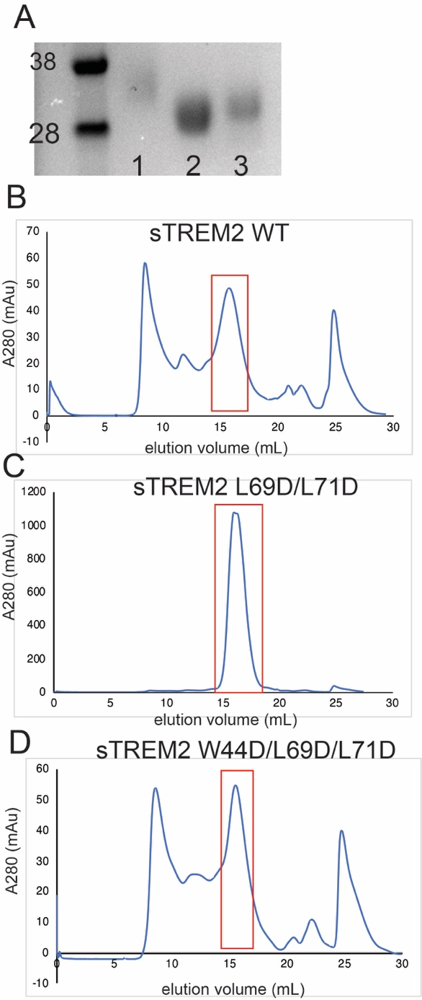 A
38
28
1 2 3
B
sTREM2 WT
70
60
50
40
30
20
10
0
-10
A280 (mAu)
0 5 10 15 20 25 30
elution volume (mL)
C
sTREM2 L69D/L71D
1200
1000
800
600
400
200
0
A280 (mAu)
0 5 10 15 20 25 30
elution volume (mL)
D
sTREM2 W44D/L69D/L71D
60
50
40
30
20
10
0
-10
A280 (mAu)
0 5 10 15 20 25 30
elution volume (mL)